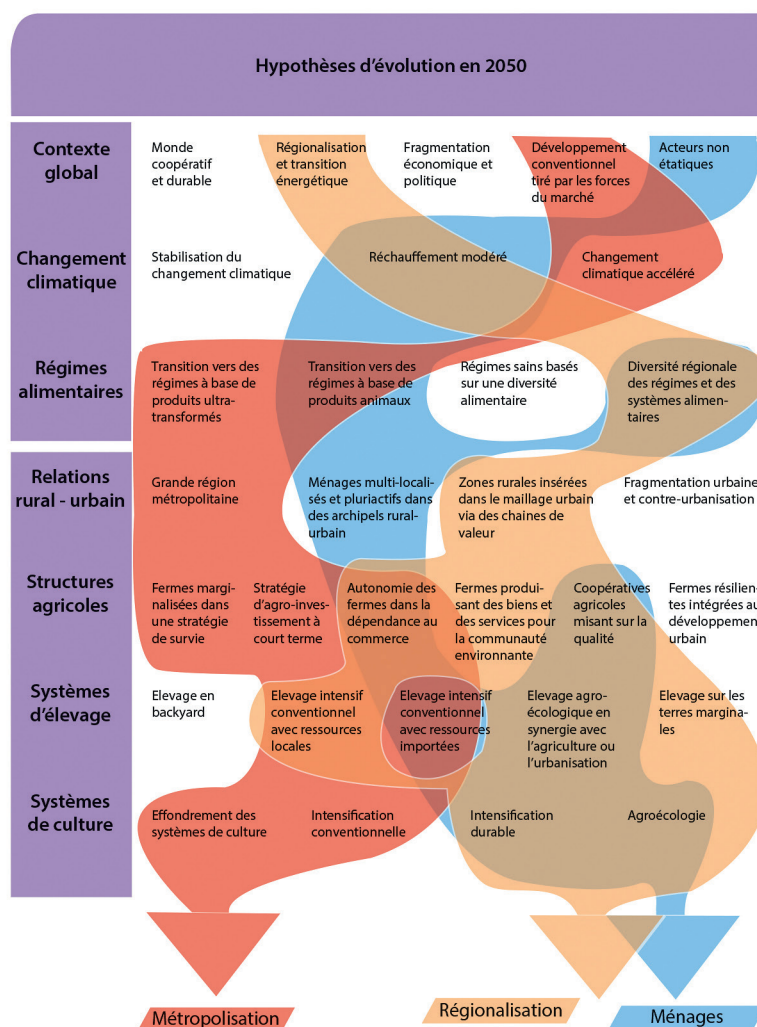 Hypothèses d'évolution en 2050
Contexte
global
Monde
coopératif
et durable
Régionalisation
et transition
énergétique
Fragmentation
économique et
politique
Développement
conventionnel
tiré par les forces
du marché
Acteurs non
étatiques
Changement
climatique
Stabilisation du
changement climatique
Réchauffement modéré
Changement
climatique accéléré
Régimes
alimentaires
Transition vers des
régimes à base de
produits ultra-
transformés
Transition vers des
régimes à base de
produits animaux
Régimes sains basés
sur une diversité
alimentaire
Diversité régionale
des régimes et des
systèmes alimen-
taires
Relations
rural - urbain
Grande région
métropolitaine
Ménages multi-locali-
sés et pluriactifs dans
des archipels rural-
urbain
Zones rurales insérées
dans le maillage urbain
via des chaines de
valeur
Fragmentation urbaine
et contre-urbanisation
Structures
agricoles
Fermes margi-
nalisées dans
une stratégie
de survie
Stratégie
d'agro-inves-
tissement à
court terme
Autonomie des
fermes dans la
dépendance au
commerce
Fermes produi-
sant des biens et
des services pour
la communauté
environnante
Coopératives
agricoles
misant sur la
qualité
Fermes résilien-
tes intégrées au
développement
urbain
Systèmes
d'élevage
Elevage en
backyard
Elevage intensif
conventionnel
avec ressources
locales
Elevage intensif
conventionnel
avec ressources
importées
Elevage agro-
écologique en
synergie avec
l'agriculture ou
l'urbanisation
Elevage sur les
terres margina-
les
Systèmes
de culture
Effondrement des
systèmes de culture
Intensification
conventionnelle
Intensification
durable
Agroécologie
Métropolisation
Régionalisation
Ménages